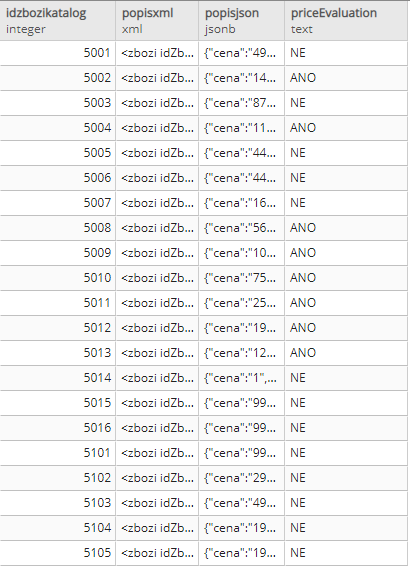 idzbozikatalog popisxml popisjson priceEvaluation
integer xml jsonb text
5001 <zbozi idZb... {"cena":"49... NE
5002 <zbozi idZb... {"cena":"14... ANO
5003 <zbozi idZb... {"cena":"87... NE
5004 <zbozi idZb... {"cena":"11... ANO
5005 <zbozi idZb... {"cena":"44... NE
5006 <zbozi idZb... {"cena":"44... NE
5007 <zbozi idZb... {"cena":"16... NE
5008 <zbozi idZb... {"cena":"56... ANO
5009 <zbozi idZb... {"cena":"10... ANO
5010 <zbozi idZb... {"cena":"75... ANO
5011 <zbozi idZb... {"cena":"25... ANO
5012 <zbozi idZb... {"cena":"19... ANO
5013 <zbozi idZb... {"cena":"12... ANO
5014 <zbozi idZb... {"cena":"1",... NE
5015 <zbozi idZb... {"cena":"99... NE
5016 <zbozi idZb... {"cena":"99... NE
5101 <zbozi idZb... {"cena":"99... NE
5102 <zbozi idZb... {"cena":"29... NE
5103 <zbozi idZb... {"cena":"49... NE
5104 <zbozi idZb... {"cena":"19... NE
5105 <zbozi idZb... {"cena":"19... NE